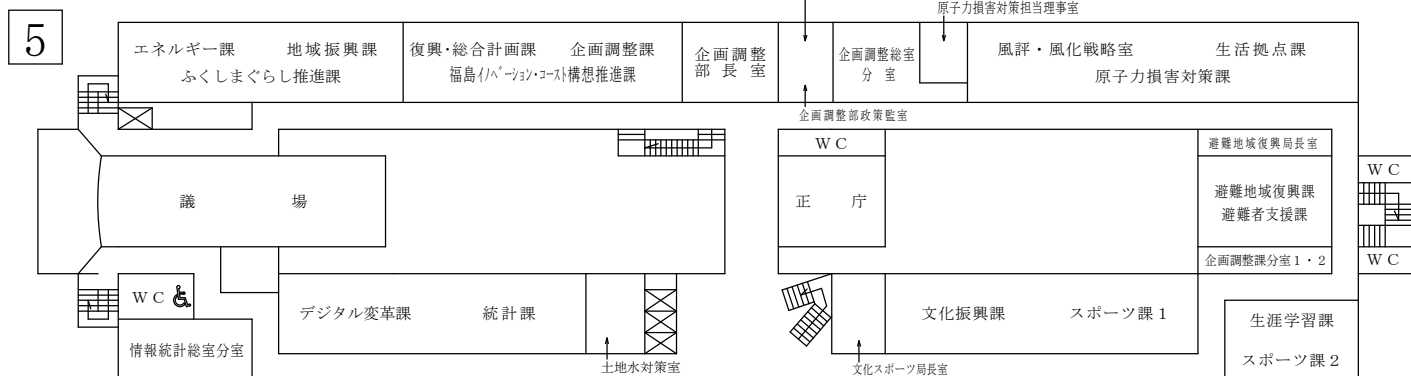 原子力損害対策担当理事室
5
エネルギー課 地域振興課
ふくしまぐらし推進課
復興・総合計画課 企画調整課
福島イノベーション・コースト構想推進課
企画調整
部長室
企画調整総室
分室
風評・風化戦略室 生活拠点課
原子力損害対策課
企画調整部政策監室
WC
避難地域復興局長室
WC
議場
正庁
避難地域復興課
避難者支援課
企画調整課分室1・2
WC
WC
デジタル変革課 統計課
文化振興課 スポーツ課1
生涯学習課
スポーツ課2
情報統計総室分室
土地水対策室
文化スポーツ局長室